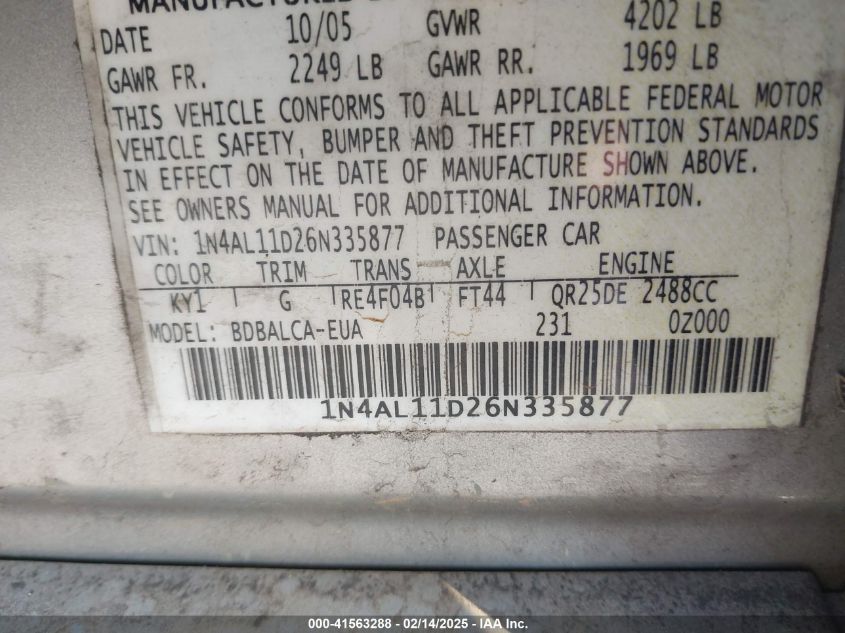 MANUFACTURED
DATE 10/05 GVWR 4202 LB
GAWR FR. 2249 LB GAWR RR. 1969 LB
THIS VEHICLE CONFORMS TO ALL APPLICABLE FEDERAL MOTOR
VEHICLE SAFETY, BUMPER AND THEFT PREVENTION STANDARDS
IN EFFECT ON THE DATE OF MANUFACTURE SHOWN ABOVE.
SEE OWNERS MANUAL FOR ADDITIONAL INFORMATION.
VIN: 1N4AL11D26N335877 PASSENGER CAR
COLOR TRIM TRANS AXLE ENGINE
KY1 G RE4F04B FT44 QR25DE 2488CC
MODEL: BDBALCA-EUA 231 0Z000
1N4AL11D26N335877
000-41563288 - 02/14/2025 - IAA Inc.